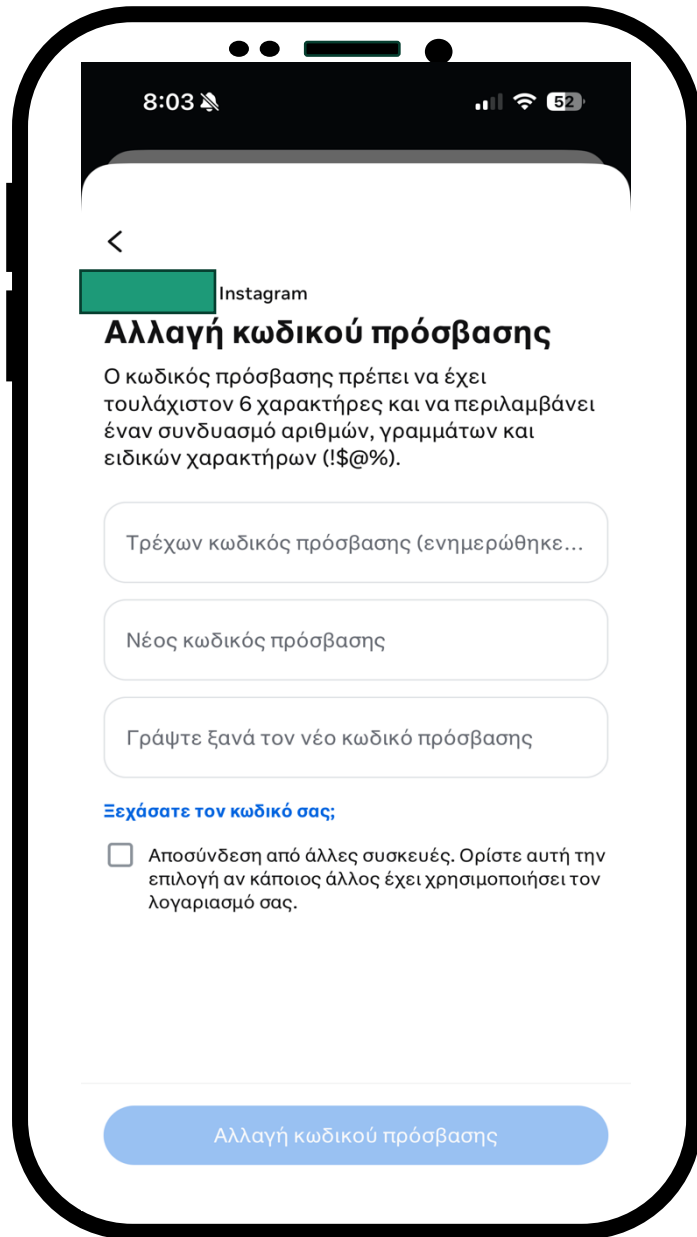 8:03
52
Instagram
Αλλαγή κωδικού πρόσβασης
Ο κωδικός πρόσβασης πρέπει να έχει
τουλάχιστον 6 χαρακτήρες και να περιλαμβάνει
έναν συνδυασμό αριθμών, γραμμάτων και
ειδικών χαρακτήρων (!$@%).
Τρέχων κωδικός πρόσβασης (ενημερώθηκε...
Νέος κωδικός πρόσβασης
Γράψτε ξανά τον νέο κωδικό πρόσβασης
Ξεχάσατε τον κωδικό σας;
Αποσύνδεση από άλλες συσκευές. Ορίστε αυτή την
επιλογή αν κάποιος άλλος έχει χρησιμοποιήσει τον
λογαριασμό σας.
Αλλαγή κωδικού πρόσβασης